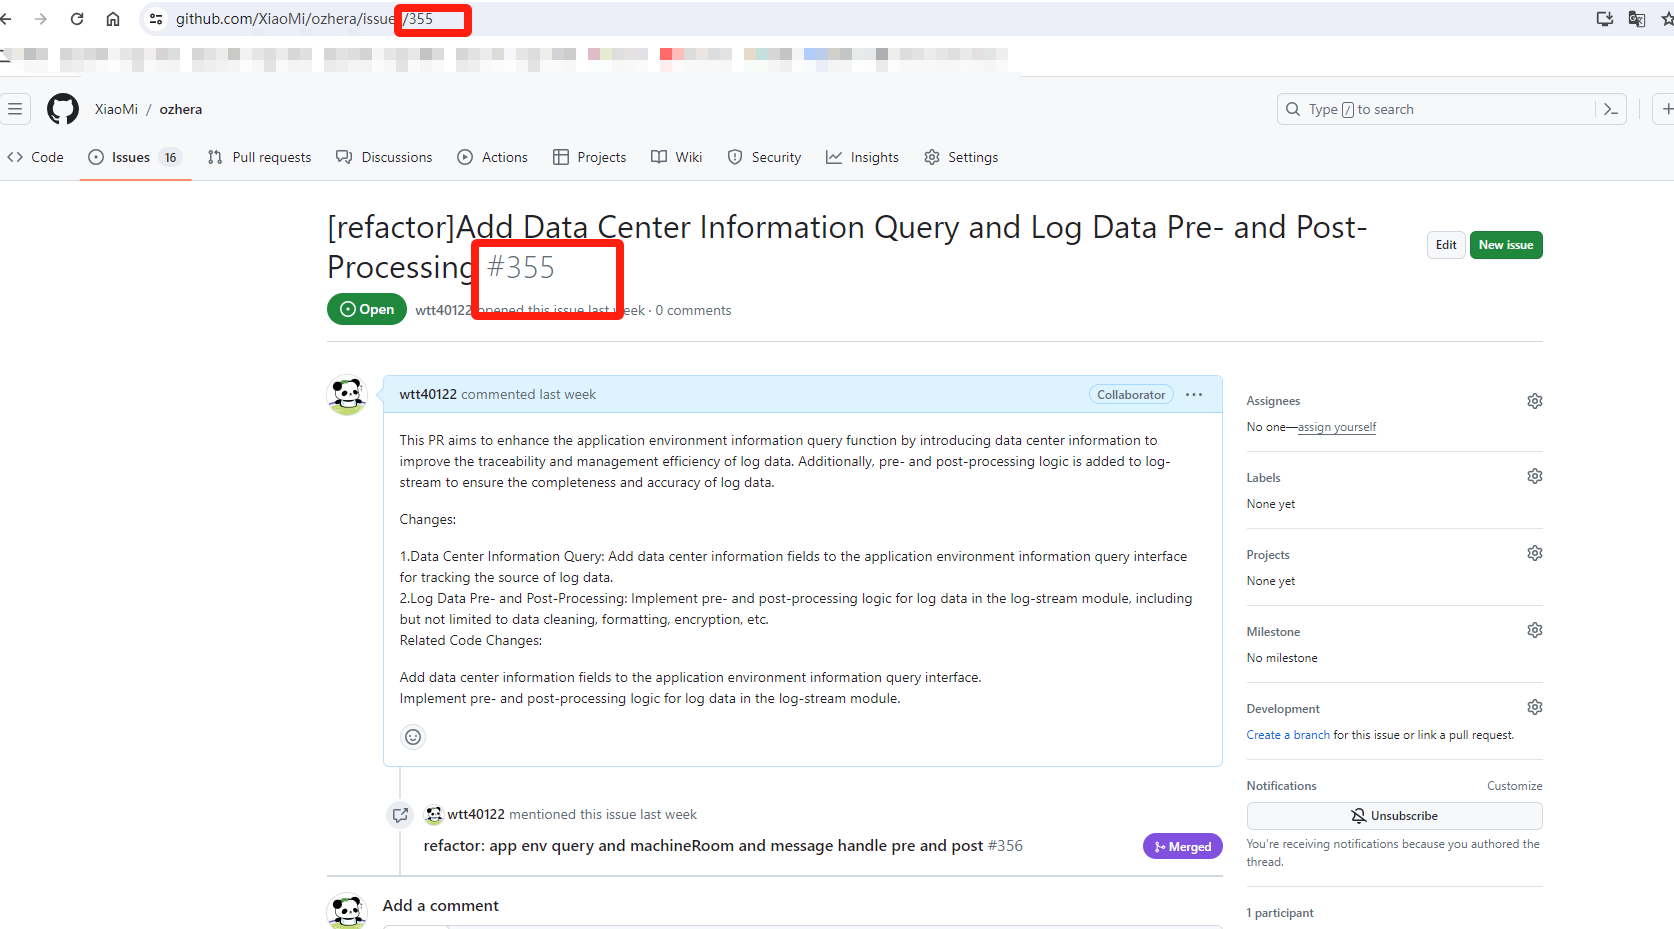 github.com/XiaoMi/ozhera/issue /355
XiaoMi / ozhera
Type / to search
Code
Issues 16
Pull requests
Discussions
Actions
Projects
Wiki
Security
Insights
Settings
[refactor]Add Data Center Information Query and Log Data Pre- and Post-
Processing #355
Edit
New issue
Open
wtt40122 opened this issue last week · 0 comments
wtt40122 commented last week
Collaborator
This PR aims to enhance the application environment information query function by introducing data center information to
improve the traceability and management efficiency of log data. Additionally, pre- and post-processing logic is added to log-
stream to ensure the completeness and accuracy of log data.
Changes:
1.Data Center Information Query: Add data center information fields to the application environment information query interface
for tracking the source of log data.
2.Log Data Pre- and Post-Processing: Implement pre- and post-processing logic for log data in the log-stream module, including
but not limited to data cleaning, formatting, encryption, etc.
Related Code Changes:
Add data center information fields to the application environment information query interface.
Implement pre- and post-processing logic for log data in the log-stream module.
wtt40122 mentioned this issue last week
refactor: app env query and machineRoom and message handle pre and post #356
Merged
Add a comment
Assignees
No one—assign yourself
Labels
None yet
Projects
None yet
Milestone
No milestone
Development
Create a branch for this issue or link a pull request.
Notifications
Customize
Unsubscribe
You're receiving notifications because you authored the
thread.
1 participant